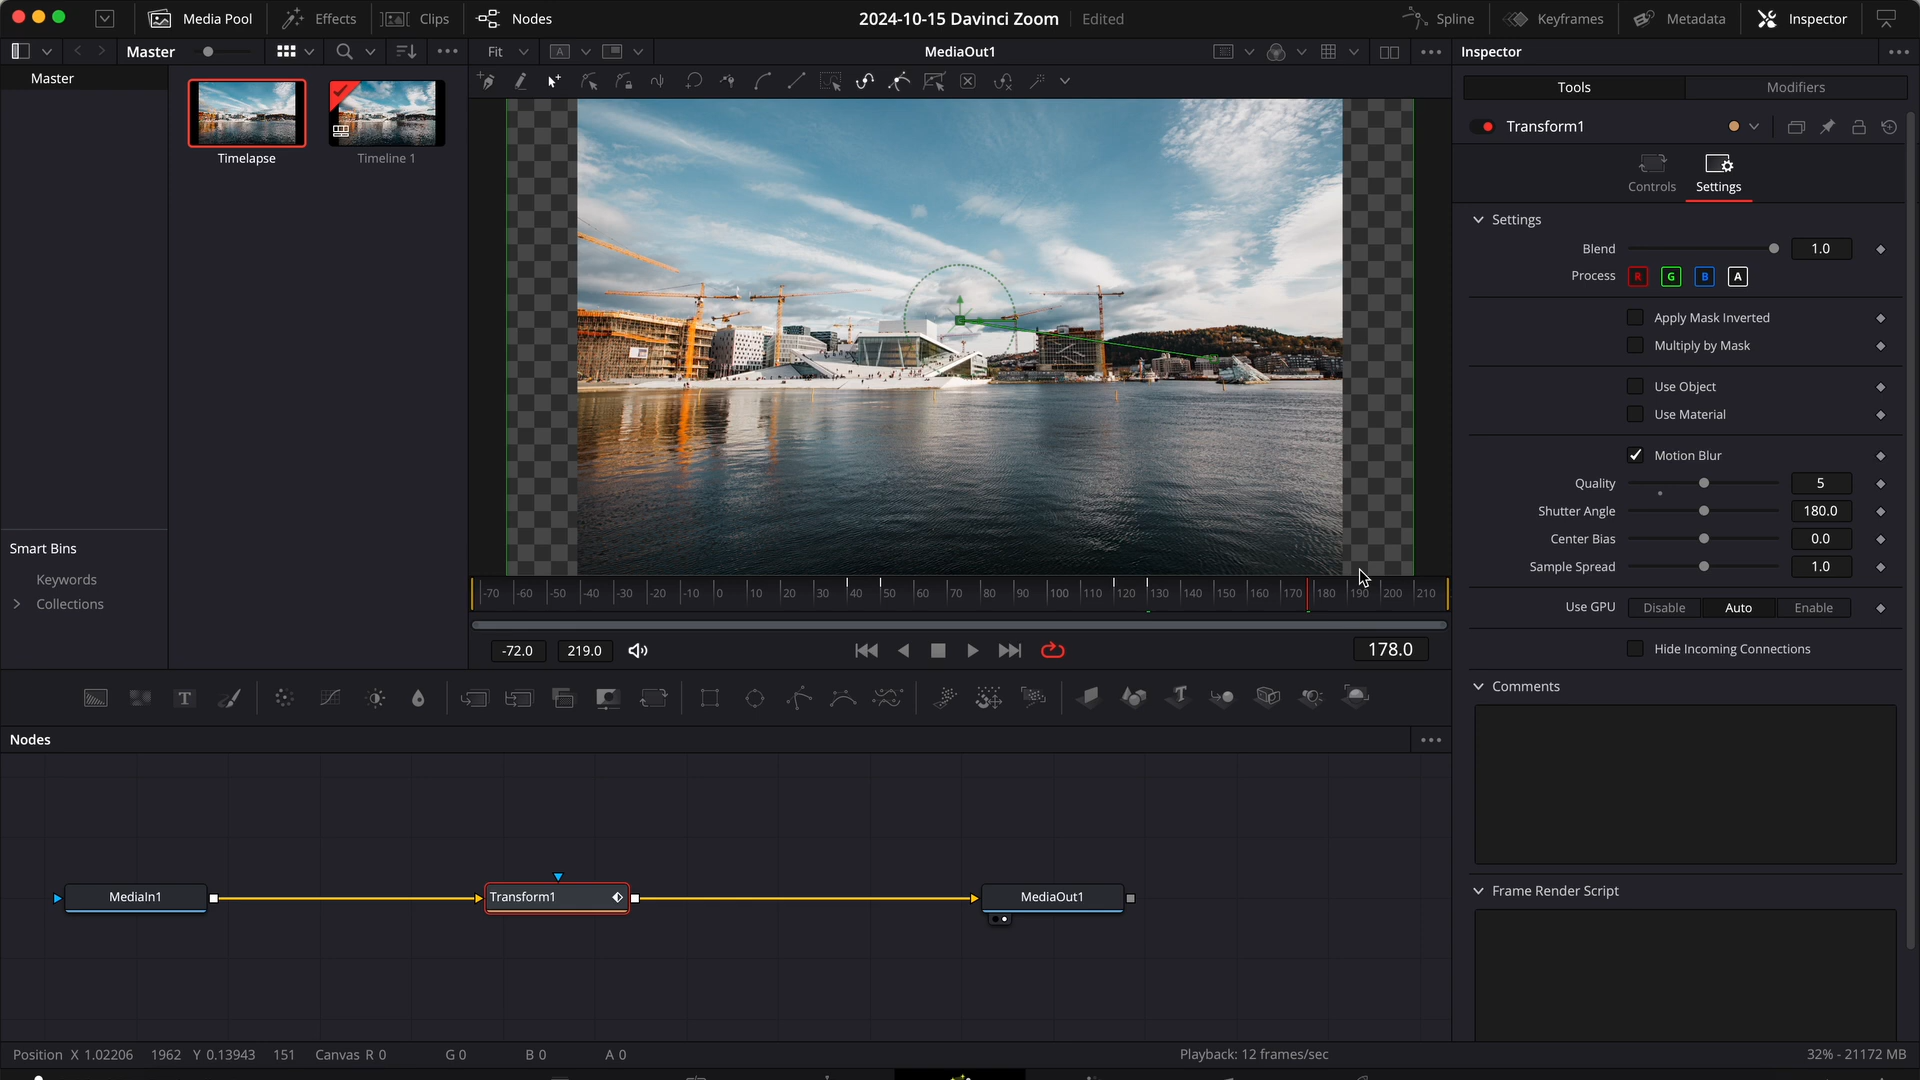 Media Pool
Effects
Clips
Nodes
2024-10-15 Davinci Zoom
Edited
Spline
Keyframes
Metadata
Inspector
Master
Fit
A
MediaOut1
Inspector
Master
Timelapse
Timeline 1
Tools
Modifiers
Transform1
Controls
Settings
Settings
Blend
1.0
Process
R
G
B
A
Apply Mask Inverted
Multiply by Mask
Use Object
Use Material
Motion Blur
Quality
5
Shutter Angle
180.0
Center Bias
0.0
Sample Spread
1.0
Use GPU
Disable
Auto
Enable
Hide Incoming Connections
Comments
Frame Render Script
Smart Bins
Keywords
Collections
-70 -60 -50 -40 -30 -20 -10 0 10 20 30 40 50 60 70 80 90 100 110 120 130 140 150 160 170 180 190 200 210
-72.0
219.0
178.0
T
T
Nodes
MediaIn1
Transform1
MediaOut1
Position X 1.02206 1962 Y 0.13943 151 Canvas R 0 G 0 B 0 A 0
Playback: 12 frames/sec
32% - 21172 MB